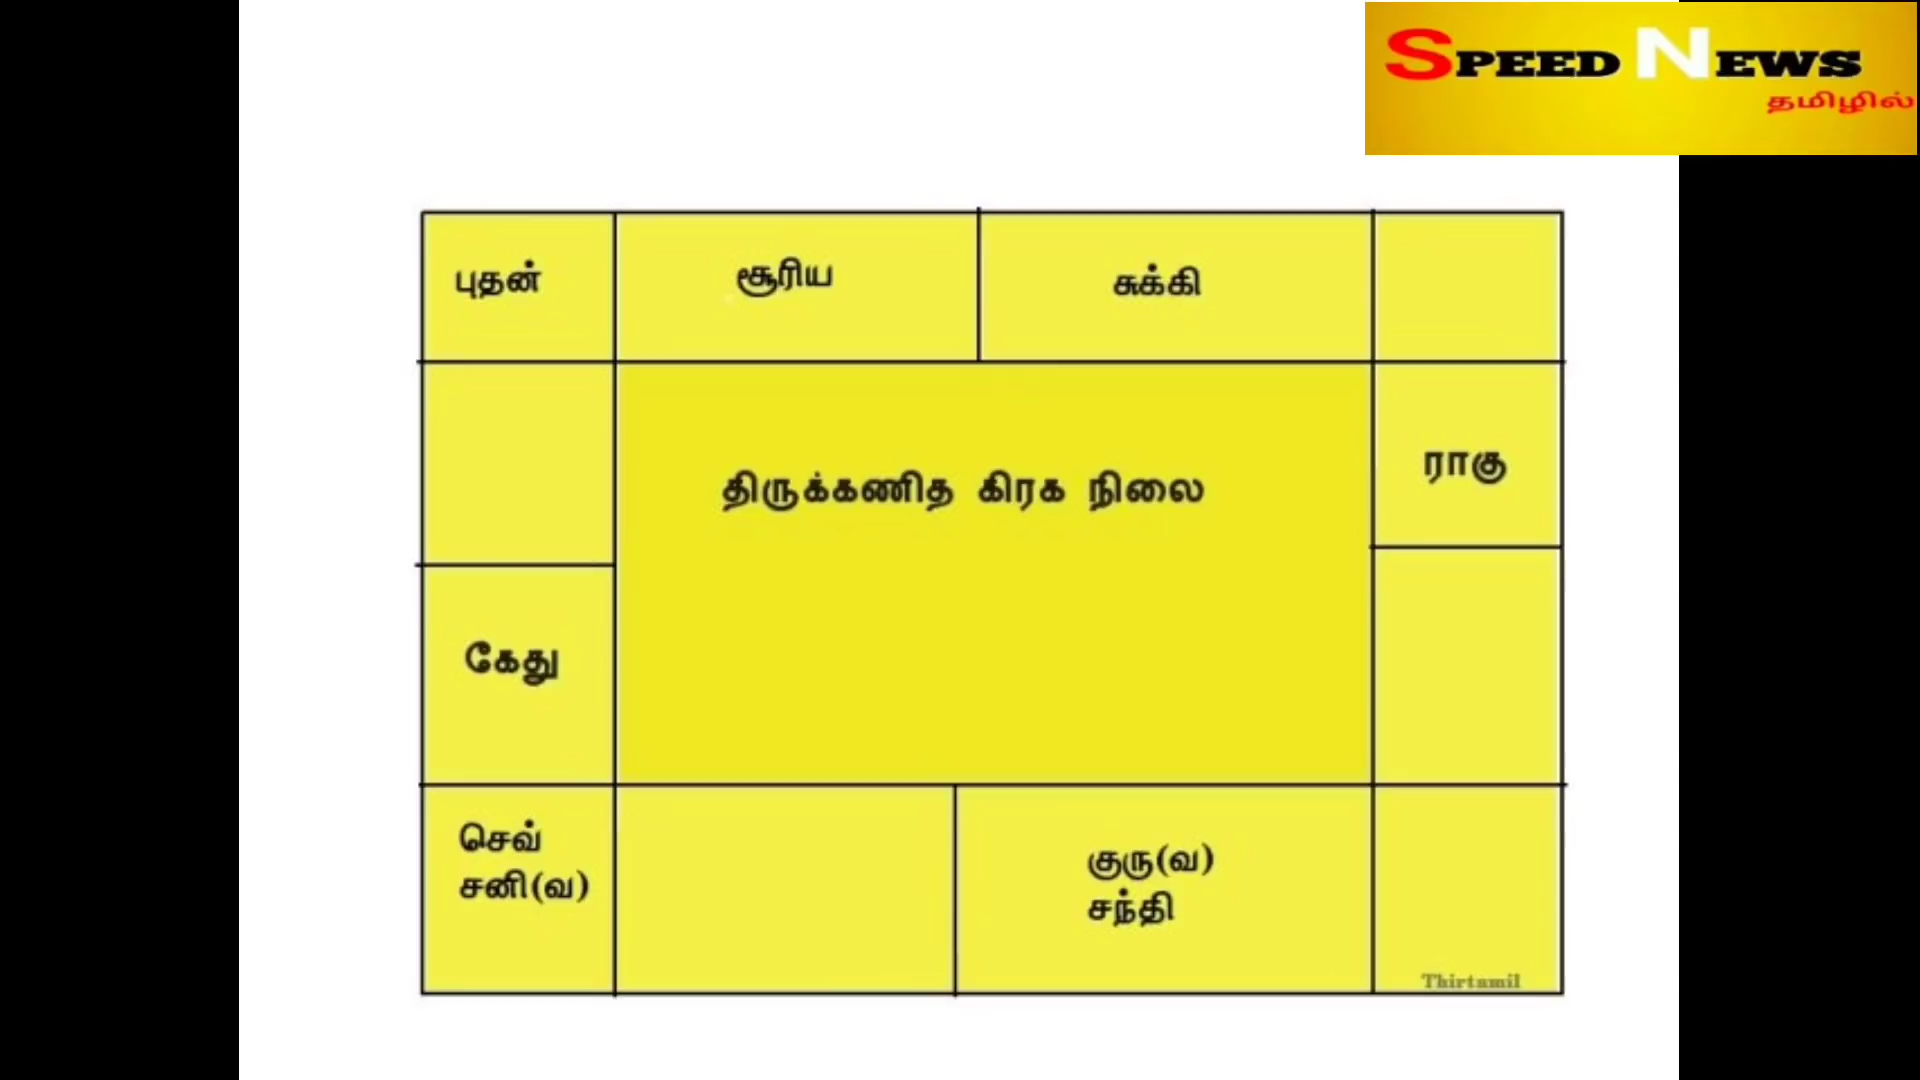 SPEED NEWS
தமிழில்
புதன்
சூரிய
சுக்கி
திருக்கணித கிரக நிலை
ராகு
கேது
செவ்
சனி(வ)
குரு(வ)
சந்தி
Thirtamil